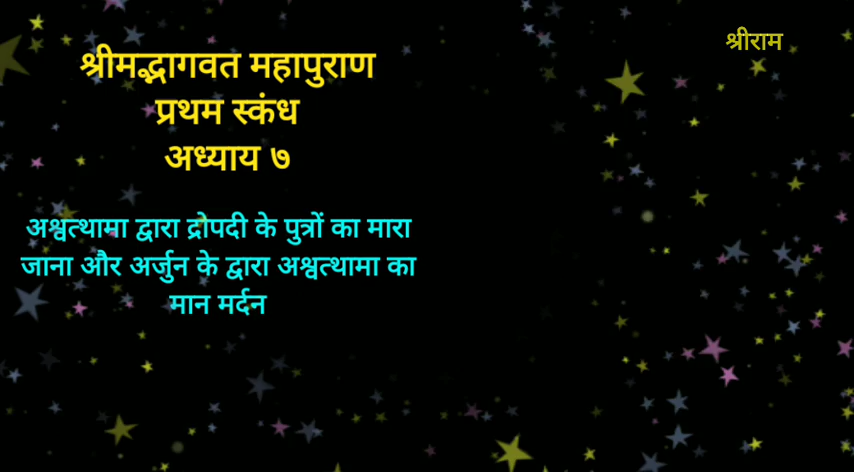 श्रीराम
श्रीमद्भागवत महापुराण
प्रथम स्कंध
अध्याय ७
अश्वत्थामा द्वारा द्रोपदी के पुत्रों का मारा
जाना और अर्जुन के द्वारा अश्वत्थामा का
मान मर्दन